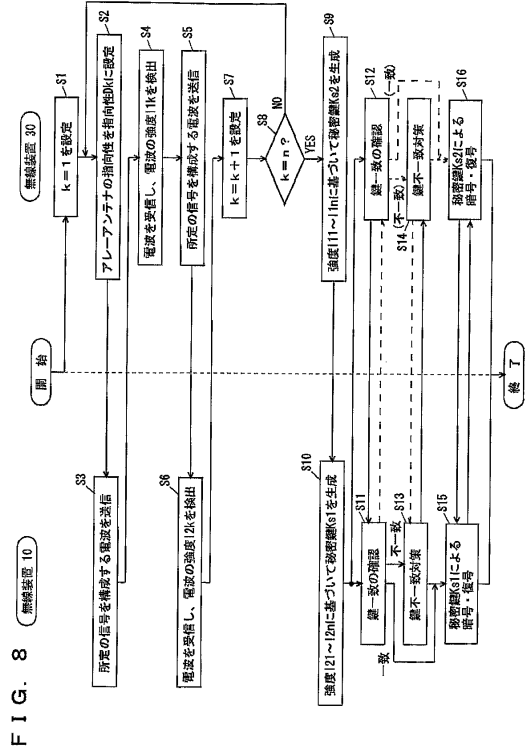 FIG. 8
無線装置 10
無線装置 30
開 始
S1
k=1を設定
S2
アレーアンテナの指向性を指向性Dkに設定
S3
所定の信号を構成する電波を送信
S4
電波を受信し、電波の強度I1kを検出
S5
所定の信号を構成する電波を送信
S6
電波を受信し、電波の強度I2kを検出
S7
k=k+1を設定
S8
k=n?
NO
YES
S9
強度I11~I1nに基づいて秘密鍵Ks2を生成
S10
強度I21~I2nに基づいて秘密鍵Ks1を生成
S11
鍵一致の確認
S12
鍵一致の確認
(一致)
一致
不一致
(不一致)
S13
鍵不一致対策
S14
鍵不一致対策
S15
秘密鍵Ks1による
暗号・復号
S16
秘密鍵Ks2による
暗号・復号
終 了